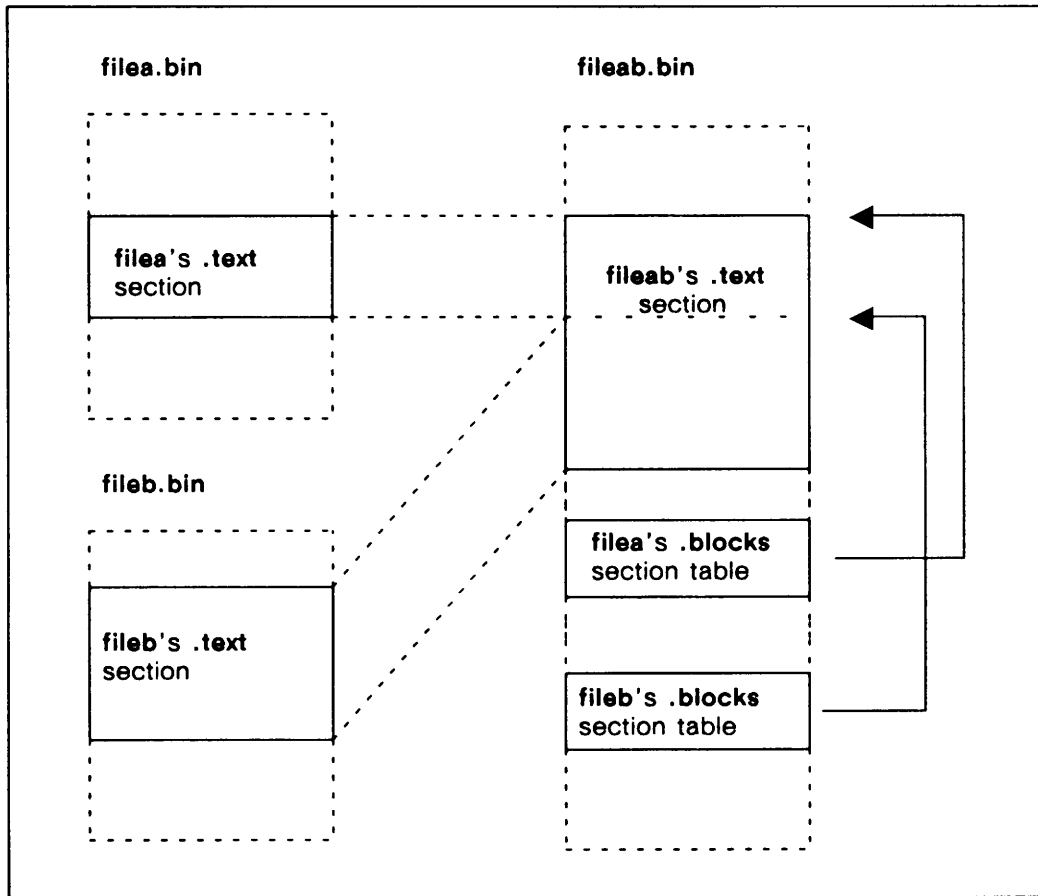 filea.bin
fileab.bin
filea's .text
section
fileab's .text
section
fileb.bin
filea's .blocks
section table
fileb's .text
section
fileb's .blocks
section table